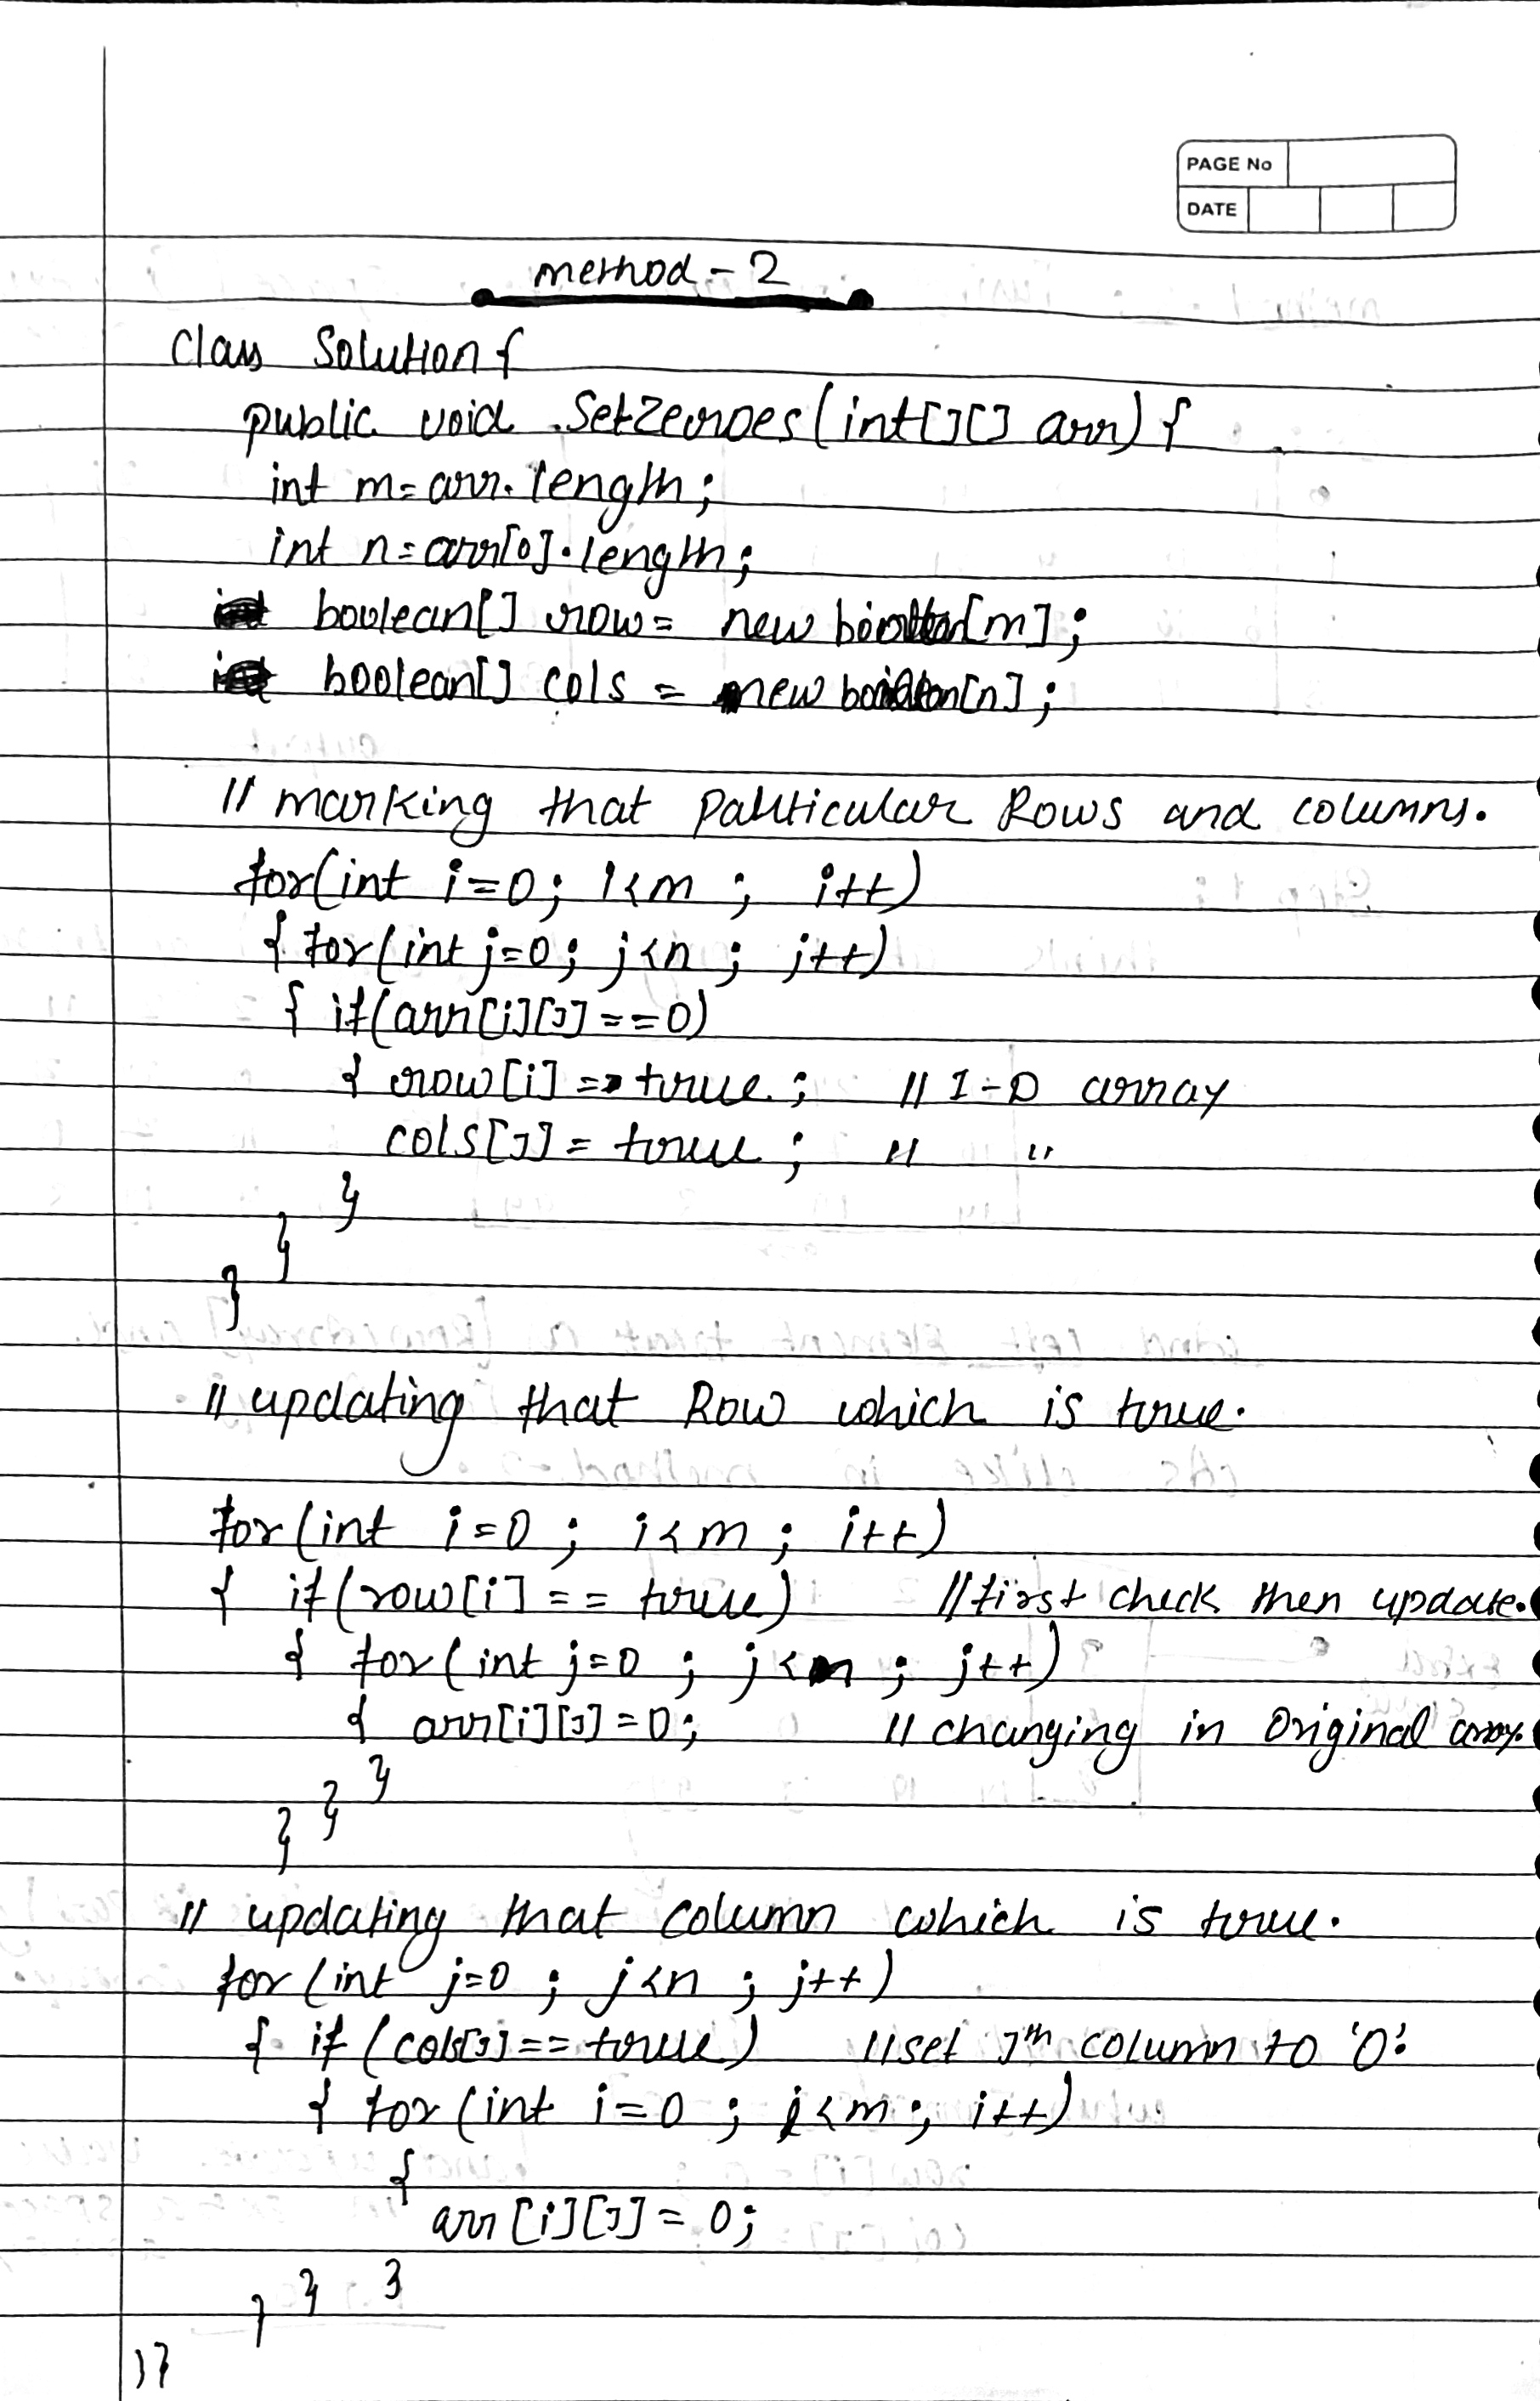 PAGE No
DATE
method - 2
class Solution {
public void SetZeroes (int[][] arr) {
int m = arr.length;
int n = arr[0].length;
boolean[] row = new boolean[m];
boolean[] cols = new boolean[n];
// marking that particular Rows and columns.
for(int i=0; i<m ; i++)
{ for(int j=0; j<n ; j++)
{ if(arr[i][j]==0)
{ row[i] = true ; // 1-D array
cols[j] = true ; // "
}
}
}
// updating that Row which is true.
for(int i=0 ; i<m ; i++)
{ if(row[i] == true) // first check then update.
{ for(int j=0 ; j<n ; j++)
{ arr[i][j]=0; // changing in Original array.
}
}
}
// updating that column which is true.
for(int j=0 ; j<n ; j++)
{ if(cols[j]== true) // set jth column to '0'.
{ for(int i=0 ; i<m ; i++)
{
arr[i][j] = 0;
} } }
}}